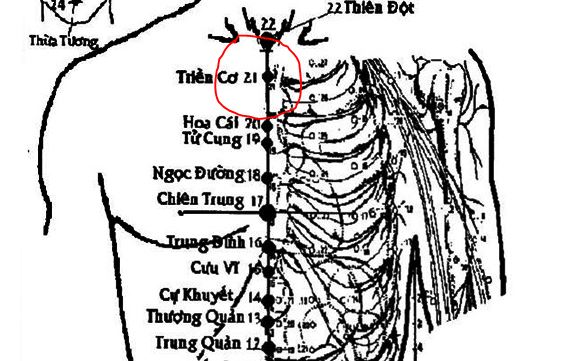 24
Thừa Tương
22
22 Thiên Đột
Triền Cơ 21
Hoa Cái 20
Tử Cung 19
Ngọc Đường 18
Chiên Trung 17
Trung Đình 16
Cưu Vĩ 15
Cự Khuyết 14
Thượng Quản 13
Trung Quản 12